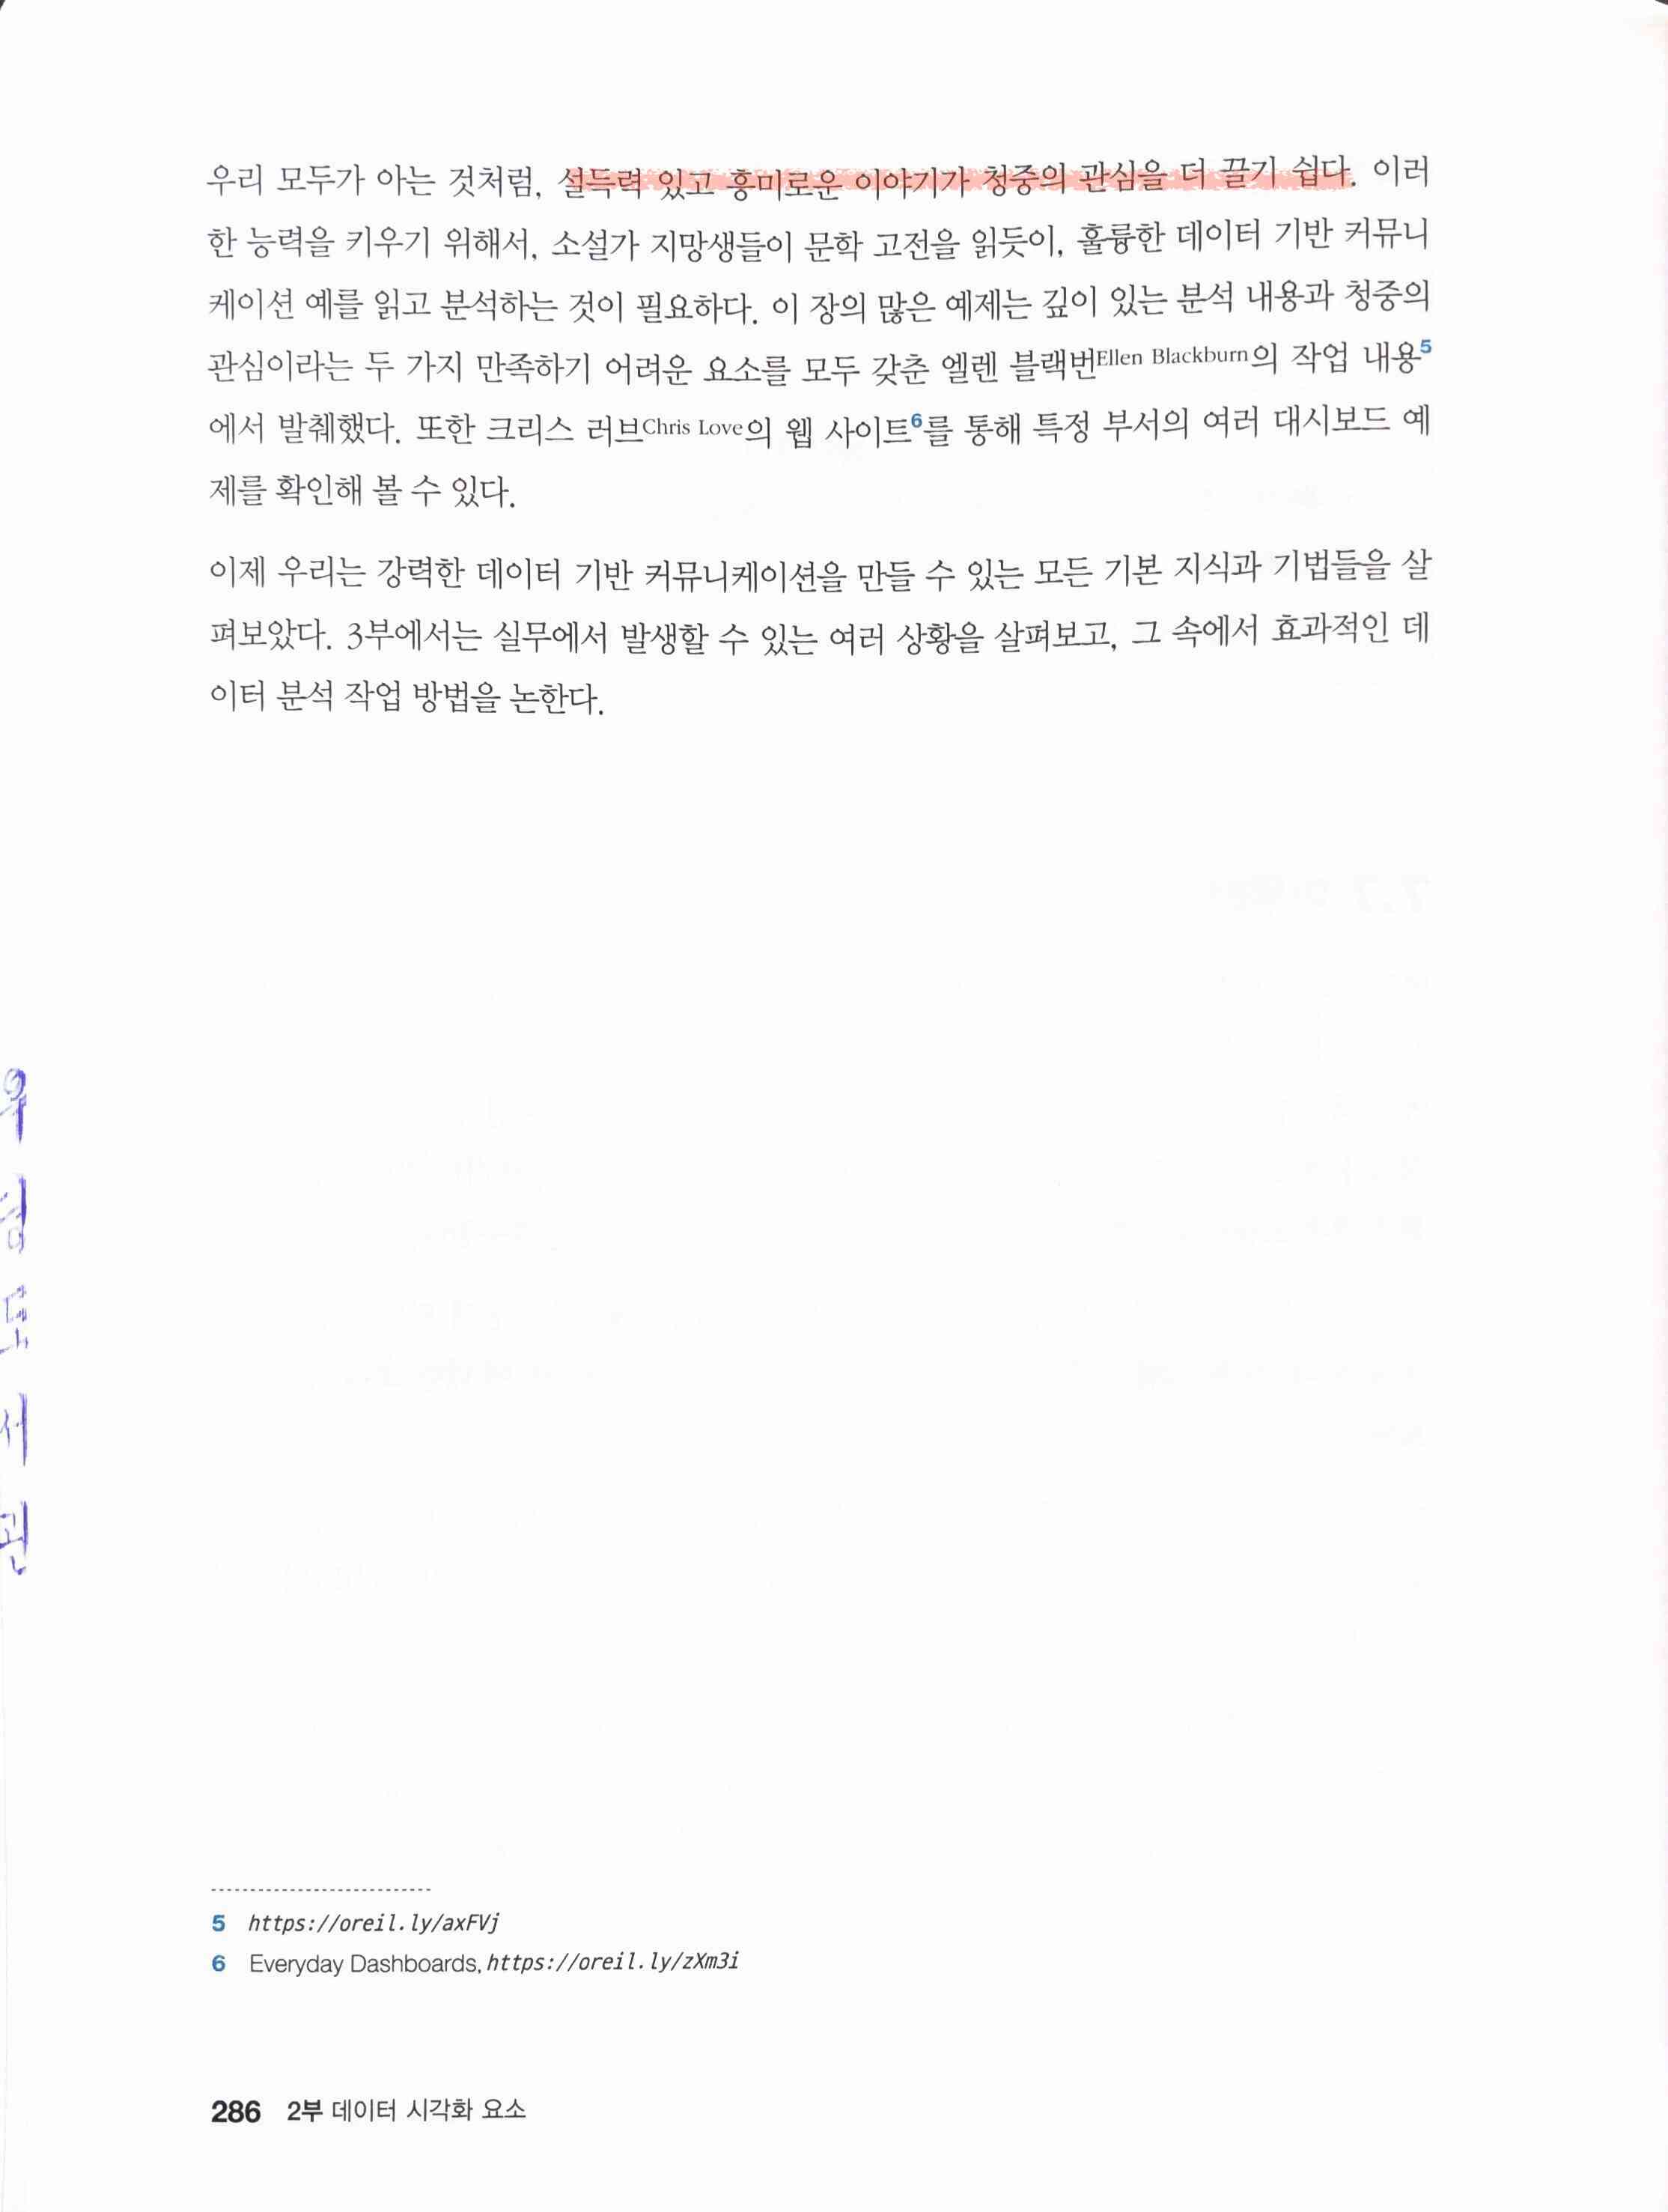 우리 모두가 아는 것처럼, 설득력 있고 흥미로운 이야기가 청중의 관심을 더 끌기 쉽다. 이러
한 능력을 키우기 위해서, 소설가 지망생들이 문학 고전을 읽듯이, 훌륭한 데이터 기반 커뮤니
케이션 예를 읽고 분석하는 것이 필요하다. 이 장의 많은 예제는 깊이 있는 분석 내용과 청중의
관심이라는 두 가지 만족하기 어려운 요소를 모두 갖춘 엘렌 블랙번Ellen Blackburn의 작업 내용5
에서 발췌했다. 또한 크리스 러브Chris Love의 웹 사이트6를 통해 특정 부서의 여러 대시보드 예
제를 확인해 볼 수 있다.
이제 우리는 강력한 데이터 기반 커뮤니케이션을 만들 수 있는 모든 기본 지식과 기법들을 살
펴보았다. 3부에서는 실무에서 발생할 수 있는 여러 상황을 살펴보고, 그 속에서 효과적인 데
이터 분석 작업 방법을 논한다.
5 https://oreil.ly/axFVj
6 Everyday Dashboards, https://oreil.ly/zXm3i
286 2부 데이터 시각화 요소